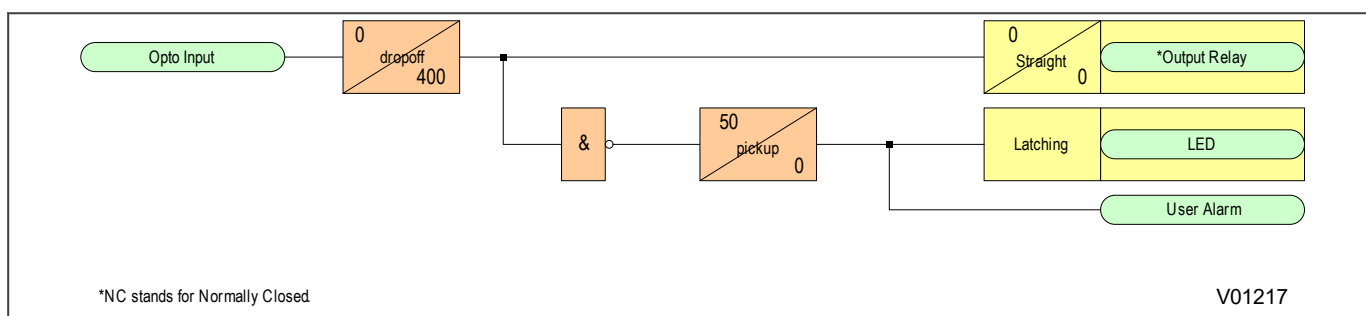 Opto Input
0
dropoff
400
0
Straight
0
*Output Relay
&
50
pickup
0
Latching
LED
User Alarm
*NC stands for Normally Closed.
V01217